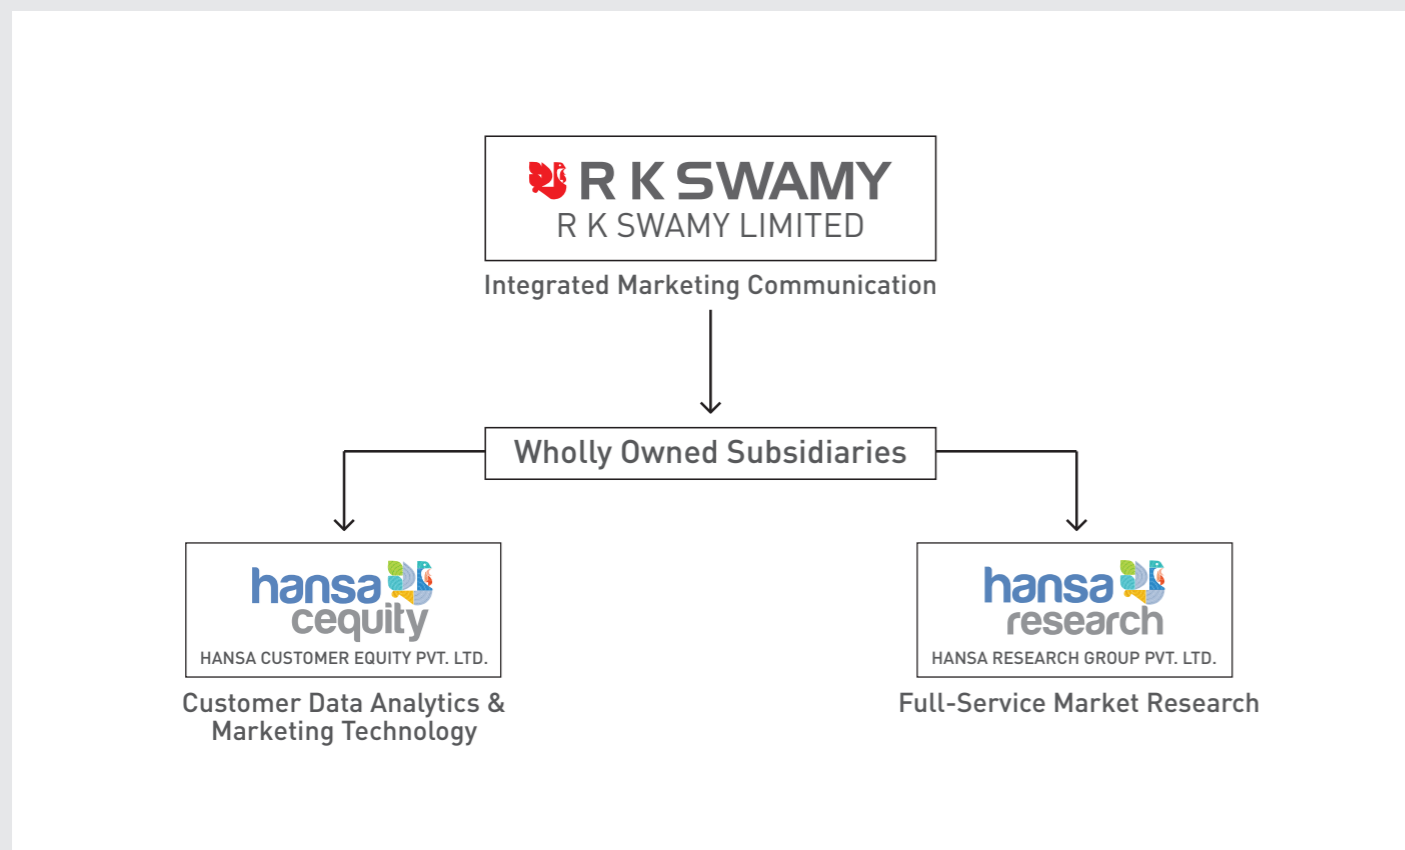 R K SWAMY
R K SWAMY LIMITED
Integrated Marketing Communication
Wholly Owned Subsidiaries
hansa
cequity
HANSA CUSTOMER EQUITY PVT. LTD.
Customer Data Analytics &
Marketing Technology
hansa
research
HANSA RESEARCH GROUP PVT. LTD.
Full-Service Market Research